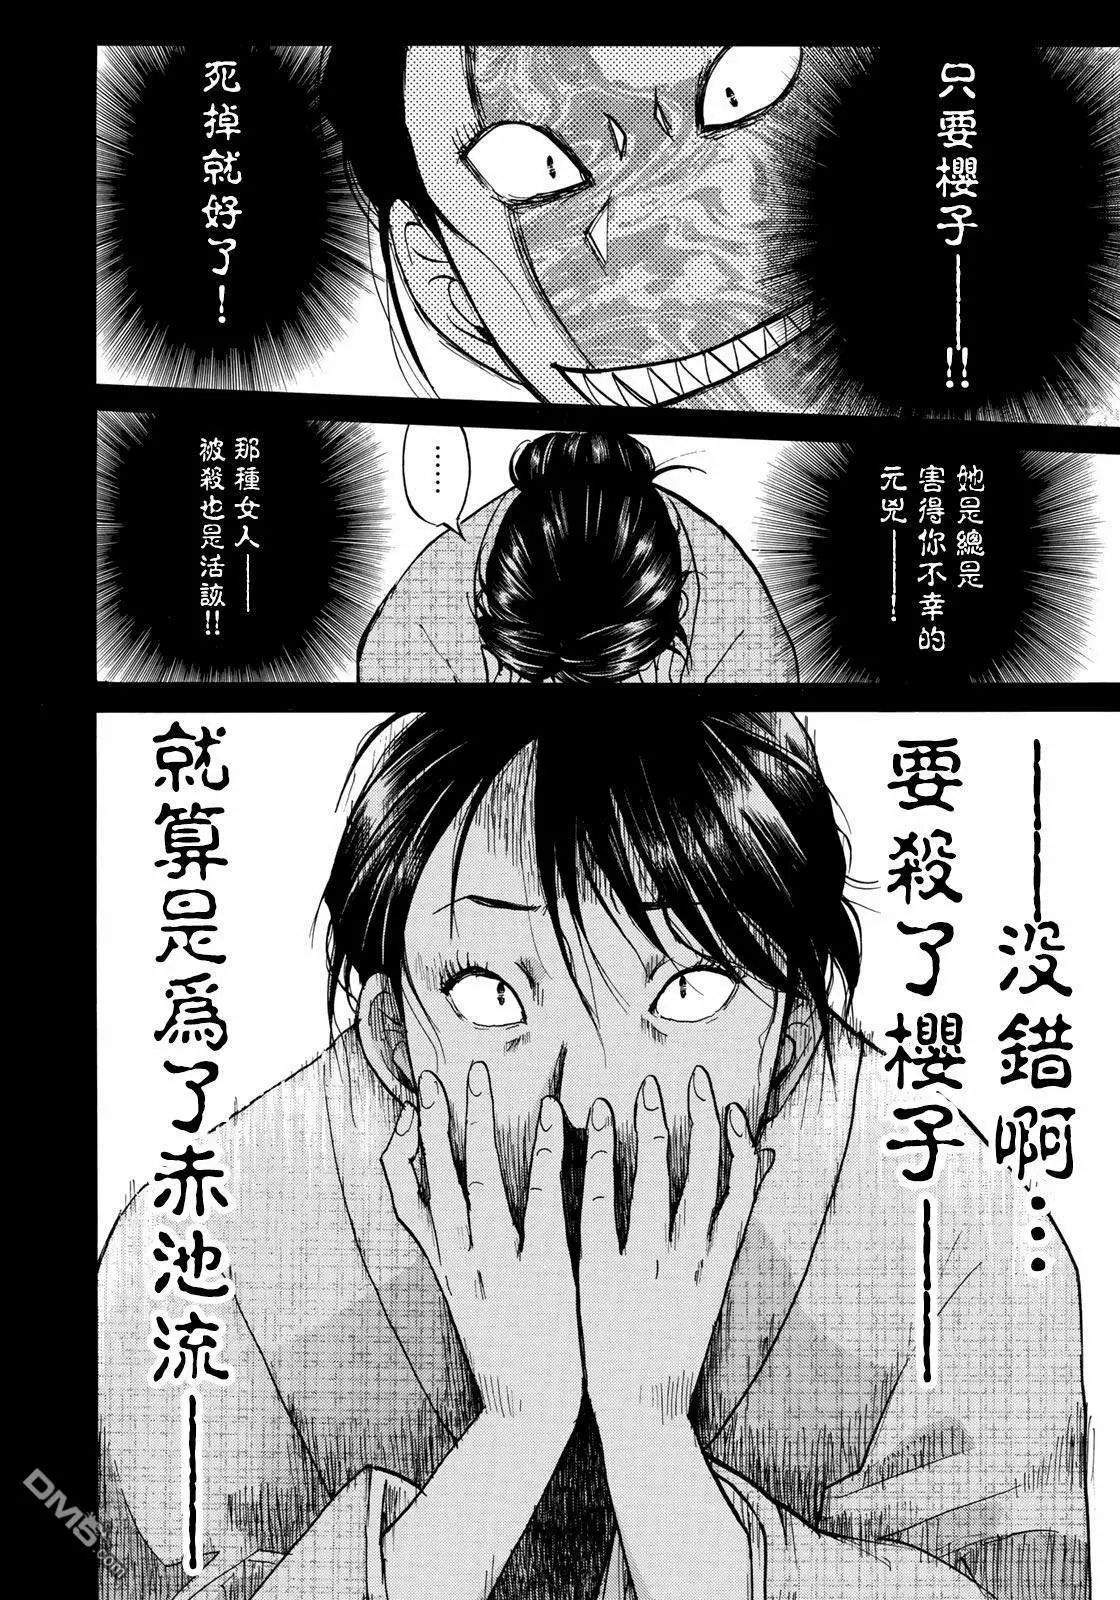 只要櫻子——!!
死掉就好了！
她是總是
害得你不幸的
元兇——！
……
那種女人——
被殺也是活該!!
——沒錯啊…
要殺了櫻子——
就算是為了赤池流——
DM5.com